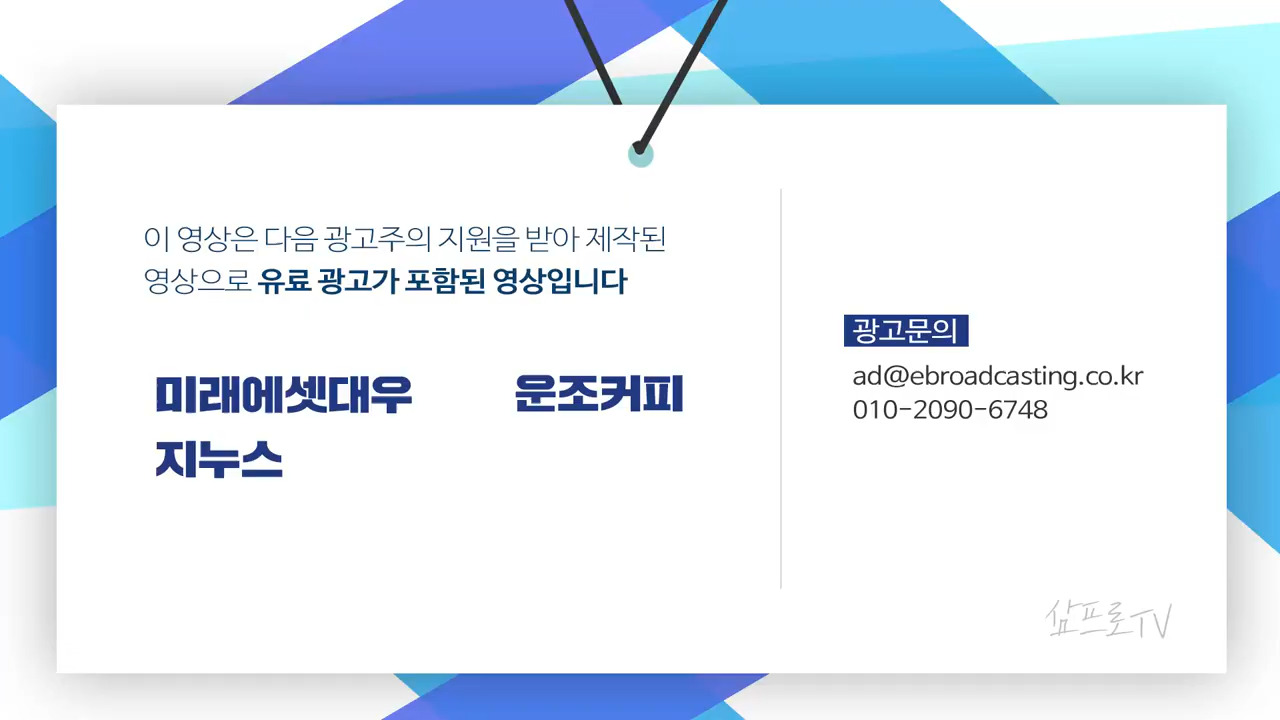 이 영상은 다음 광고주의 지원을 받아 제작된
영상으로 유료 광고가 포함된 영상입니다
미래에셋대우 운조커피
지누스
광고문의
ad@ebroadcasting.co.kr
010-2090-6748
삼프로TV